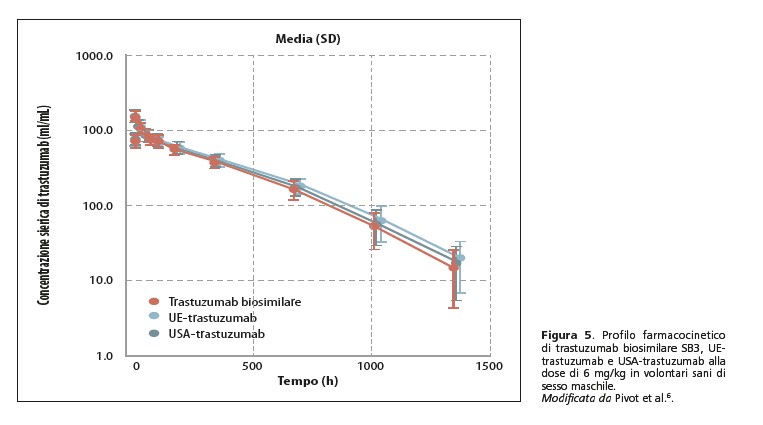 Media (SD)
Concentrazione sierica di trastuzumab (ml/mL)
1000.0
100.0
100.0
10.0
1.0
Trastuzumab biosimilare
UE-trastuzumab
USA-trastuzumab
0 500 1000 1500
Tempo (h)
Figura 5. Profilo farmacocinetico
di trastuzumab biosimilare SB3, UE-
trastuzumab e USA-trastuzumab alla
dose di 6 mg/kg in volontari sani di
sesso maschile.
Modificata da Pivot et al.⁶.